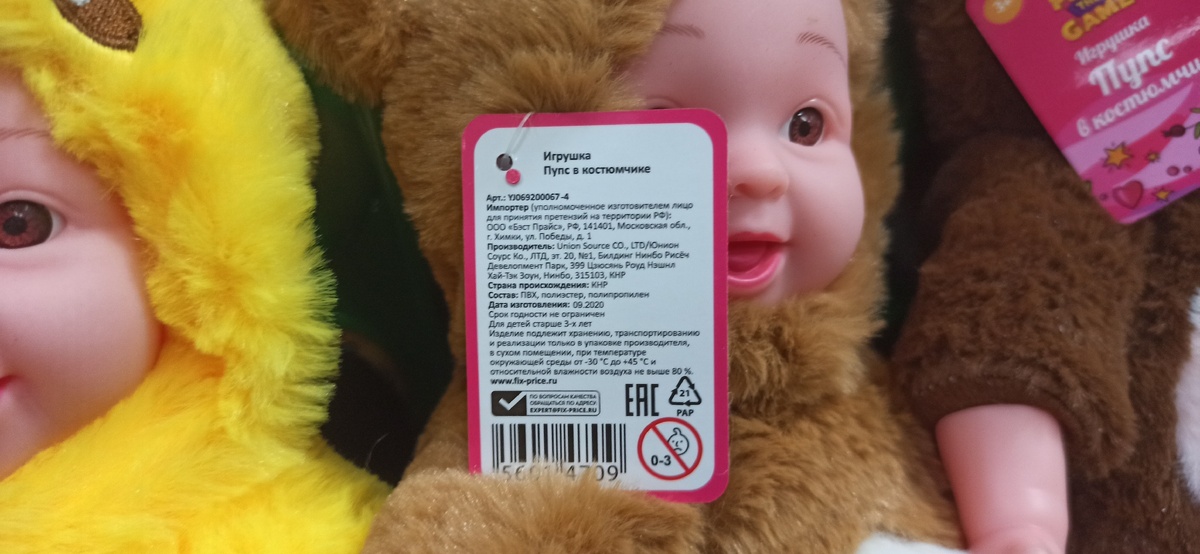 Игрушка
Пупс в костюмчике
Арт.: YJ069200067-4
Импортер (уполномоченное изготовителем лицо
для принятия претензий на территории РФ):
ООО «Бэст Прайс», РФ, 141401, Московская обл.,
г. Химки, ул. Победы, д. 1
Производитель: Union Source CO., LTD/Юнион
Соурс Ко., ЛТД, эт. 20, №1, Билдинг Нинбо Рисёч
Девелопмент Парк, 399 Цзюсянь Роуд Нэшнл
Хай-Тэк Зоун, Нинбо, 315103, КНР
Страна происхождения: КНР
Состав: ПВХ, полиэстер, полипропилен
Дата изготовления: 09.2020
Срок годности не ограничен
Для детей старше 3-х лет
Изделие подлежит хранению, транспортированию
и реализации только в упаковке производителя,
в сухом помещении, при температуре
окружающей среды от -30 °С до +45 °С и
относительной влажности воздуха не выше 80 %.
www.fix-price.ru
ПО ВОПРОСАМ КАЧЕСТВА
ОБРАЩАТЬСЯ ПО АДРЕСУ
EXPERT@FIX-PRICE.RU
EAC
21
PAP
0-3
4709
GAME
Игрушка
Пупс
в костюмчи